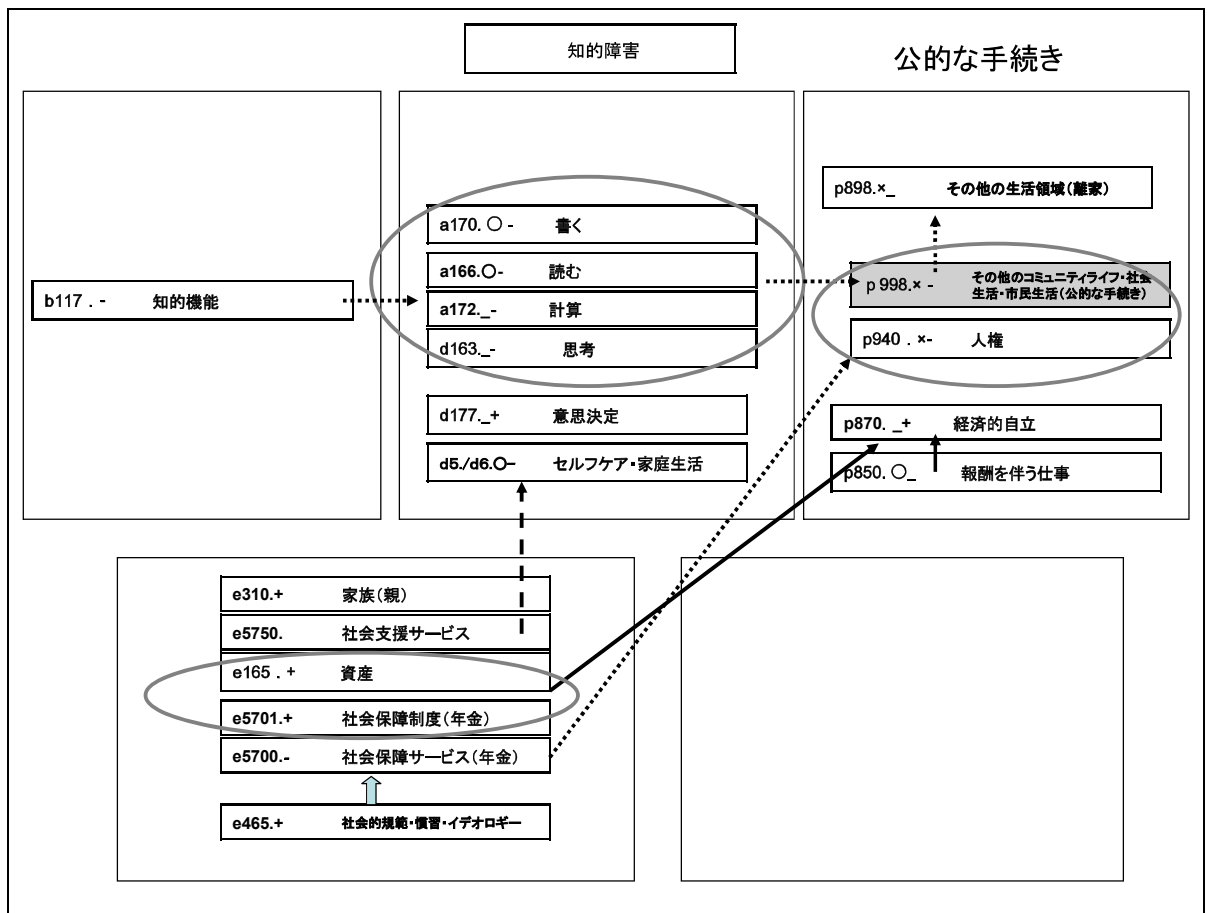 知的障害
公的な手続き
b117 . - 知的機能
a170. ○ - 書く
a166.○- 読む
a172._- 計算
d163._- 思考
d177._+ 意思決定
d5./d6.○- セルフケア・家庭生活
p898.×_ その他の生活領域(離家)
p 998.× - その他のコミュニティライフ・社会
生活・市民生活(公的な手続き)
p940 . ×- 人権
p870. _+ 経済的自立
p850. ○_ 報酬を伴う仕事
e310.+ 家族(親)
e5750. 社会支援サービス
e165 . + 資産
e5701.+ 社会保障制度(年金)
e5700.- 社会保障サービス(年金)
e465.+ 社会的規範・慣習・イデオロギー